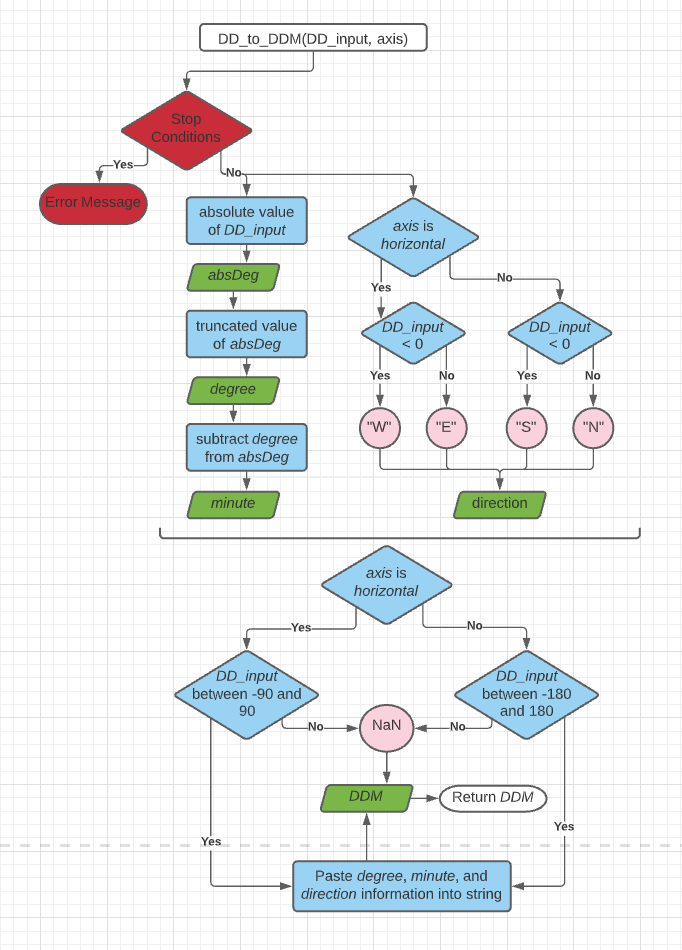 DD_to_DDM(DD_input, axis)
Stop
Conditions
Yes
No
Error Message
absolute value
of DD_input
axis is
horizontal
absDeg
Yes
No
truncated value
of absDeg
DD_input
< 0
DD_input
< 0
degree
Yes
No
Yes
No
subtract degree
from absDeg
"W"
"E"
"S"
"N"
minute
direction
axis is
horizontal
Yes
No
DD_input
between -90 and
90
DD_input
between -180
and 180
No
NaN
No
DDM
Return DDM
Yes
Yes
Paste degree, minute, and
direction information into string